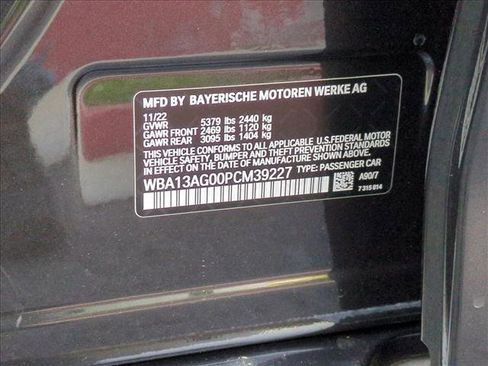 MFD BY BAYERISCHE MOTOREN WERKE AG
11/22
GVWR 5379 lbs 2440 kg
GAWR FRONT 2469 lbs 1120 kg
GAWR REAR 3095 lbs 1404 kg
THIS VEHICLE CONFORMS TO ALL APPLICABLE U.S. FEDERAL MOTOR
VEHICLE SAFETY, BUMPER AND THEFT PREVENTION STANDARDS
IN EFFECT ON THE DATE OF MANUFACTURE SHOWN ABOVE.
WBA13AG00PCM39227 TYPE: PASSENGER CAR
A90/7
7 315 014